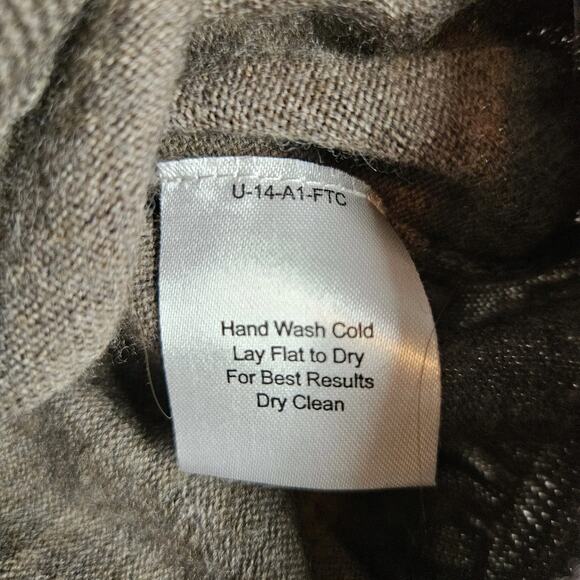 U-14-A1-FTC
Hand Wash Cold
Lay Flat to Dry
For Best Results
Dry Clean